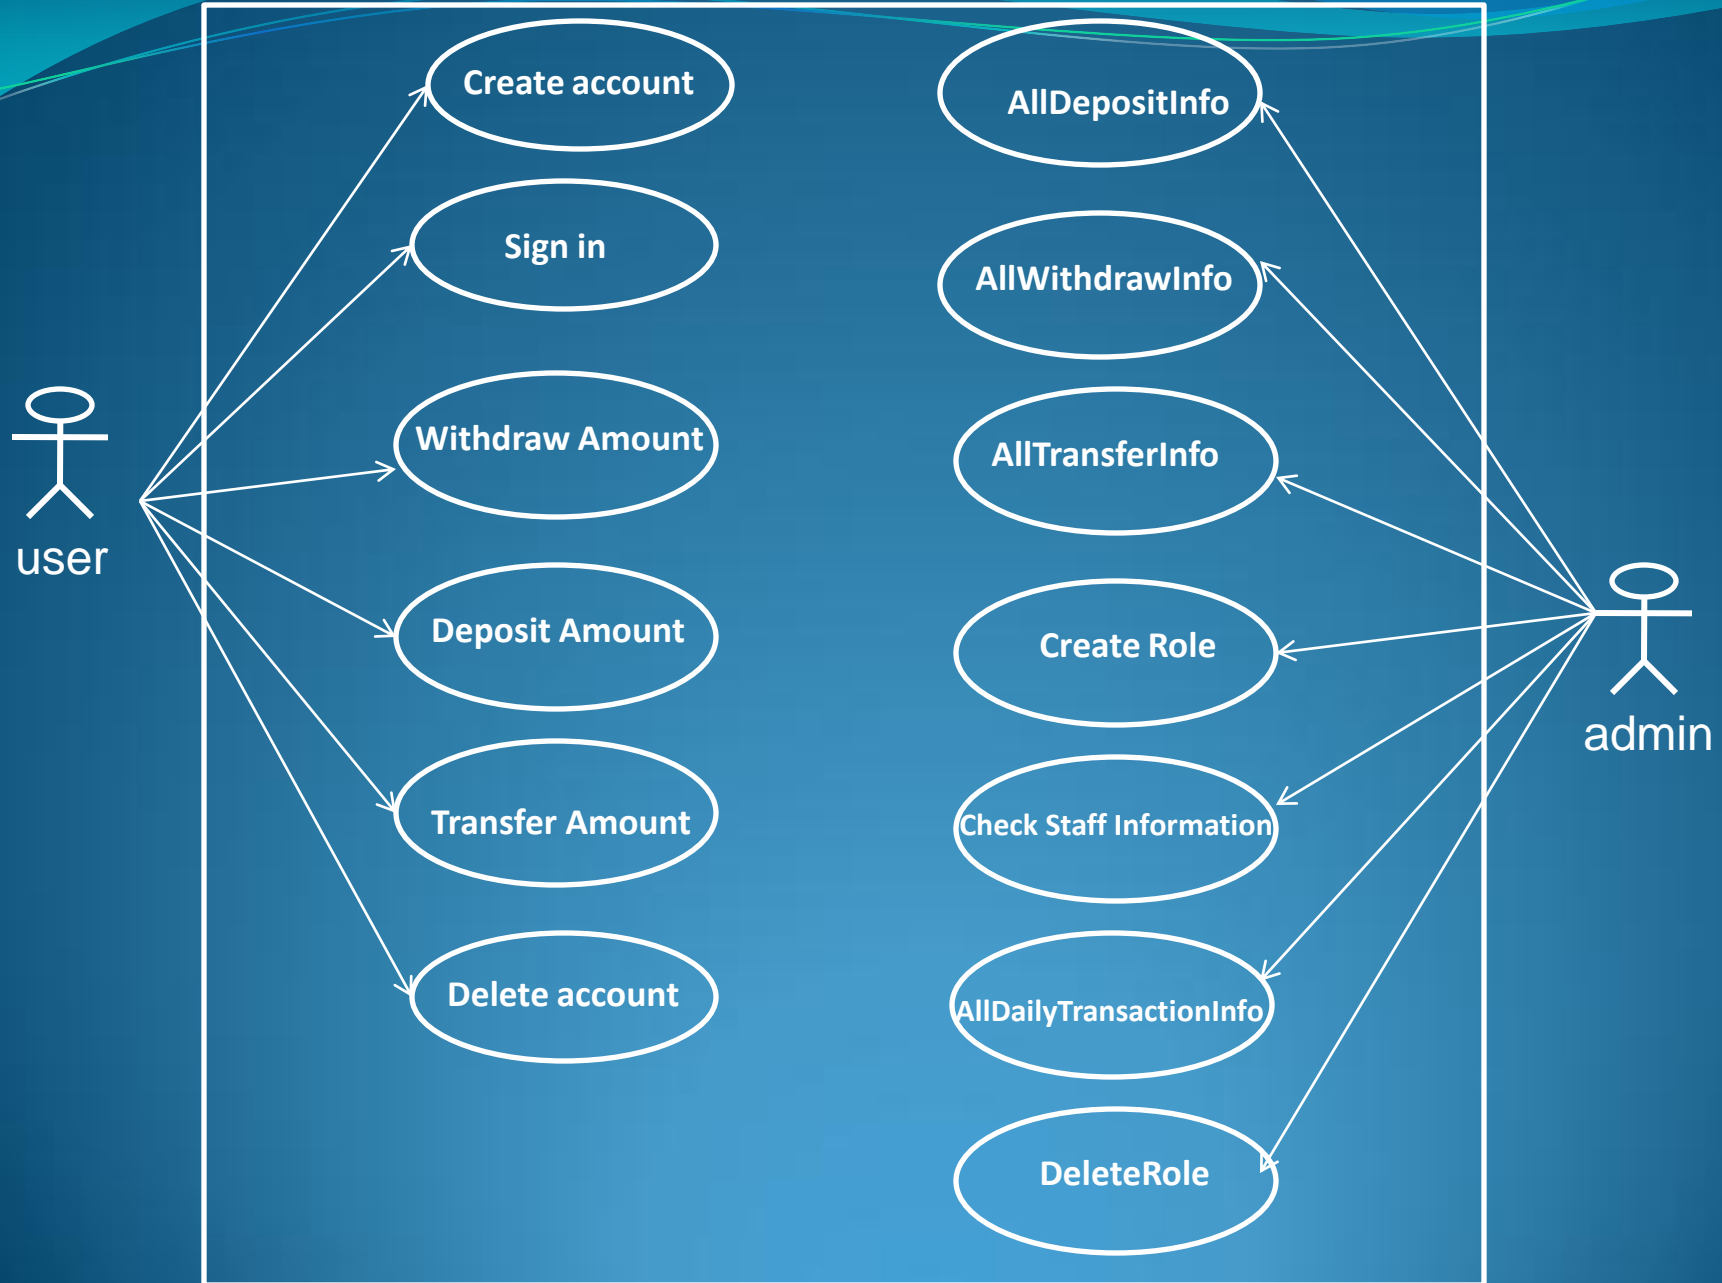 Create account
Sign in
Withdraw Amount
Deposit Amount
Transfer Amount
Delete account
user
AllDepositInfo
AllWithdrawInfo
AllTransferInfo
Create Role
Check Staff Information
AllDailyTransactionInfo
DeleteRole
admin